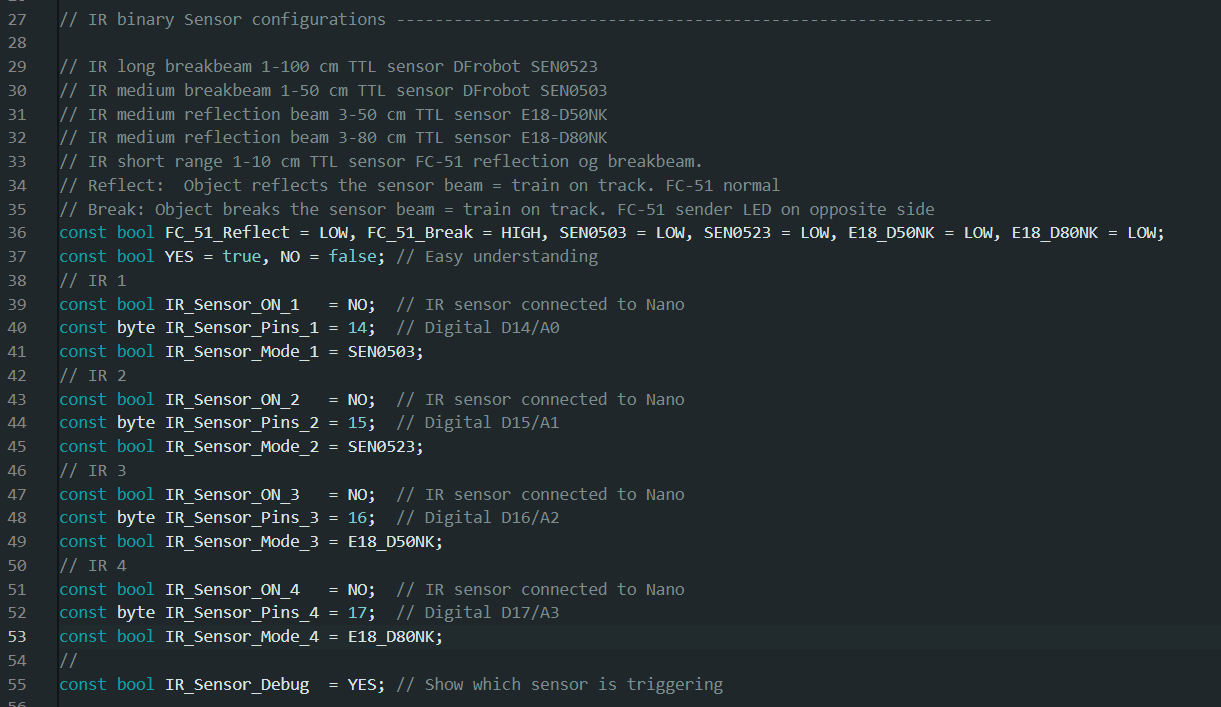 27 // IR binary Sensor configurations --------------------------------------------------------------
28
29 // IR long breakbeam 1-100 cm TTL sensor DFrobot SEN0523
30 // IR medium breakbeam 1-50 cm TTL sensor DFrobot SEN0503
31 // IR medium reflection beam 3-50 cm TTL sensor E18-D50NK
32 // IR medium reflection beam 3-80 cm TTL sensor E18-D80NK
33 // IR short range 1-10 cm TTL sensor FC-51 reflection og breakbeam.
34 // Reflect:  Object reflects the sensor beam = train on track. FC-51 normal
35 // Break: Object breaks the sensor beam = train on track. FC-51 sender LED on opposite side
36 const bool FC_51_Reflect = LOW, FC_51_Break = HIGH, SEN0503 = LOW, SEN0523 = LOW, E18_D50NK = LOW, E18_D80NK = LOW;
37 const bool YES = true, NO = false; // Easy understanding
38 // IR 1
39 const bool IR_Sensor_ON_1   = NO;  // IR sensor connected to Nano
40 const byte IR_Sensor_Pins_1 = 14;  // Digital D14/A0
41 const bool IR_Sensor_Mode_1 = SEN0503;
42 // IR 2
43 const bool IR_Sensor_ON_2   = NO;  // IR sensor connected to Nano
44 const byte IR_Sensor_Pins_2 = 15;  // Digital D15/A1
45 const bool IR_Sensor_Mode_2 = SEN0523;
46 // IR 3
47 const bool IR_Sensor_ON_3   = NO;  // IR sensor connected to Nano
48 const byte IR_Sensor_Pins_3 = 16;  // Digital D16/A2
49 const bool IR_Sensor_Mode_3 = E18_D50NK;
50 // IR 4
51 const bool IR_Sensor_ON_4   = NO;  // IR sensor connected to Nano
52 const byte IR_Sensor_Pins_4 = 17;  // Digital D17/A3
53 const bool IR_Sensor_Mode_4 = E18_D80NK;
54 //
55 const bool IR_Sensor_Debug  = YES; // Show which sensor is triggering